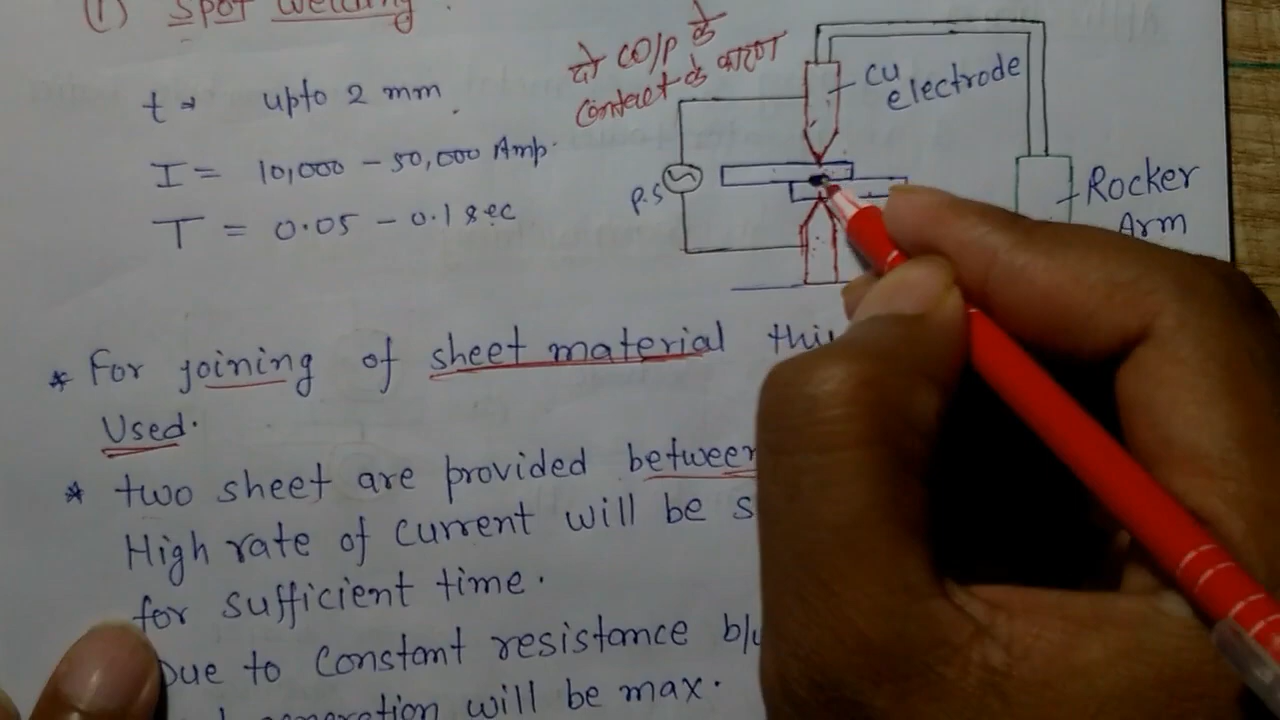 (1) Spot Welding
t → upto 2 mm.
I = 10,000 - 50,000 Amp.
T = 0.05 - 0.1 sec
दो CO/P के
Contact के कारण
Cu
electrode
P.S
Rocker
Arm
* For joining of sheet material this
Used.
* two sheet are provided between
High rate of current will be s
for sufficient time.
Due to Constant resistance b/w
will be max.